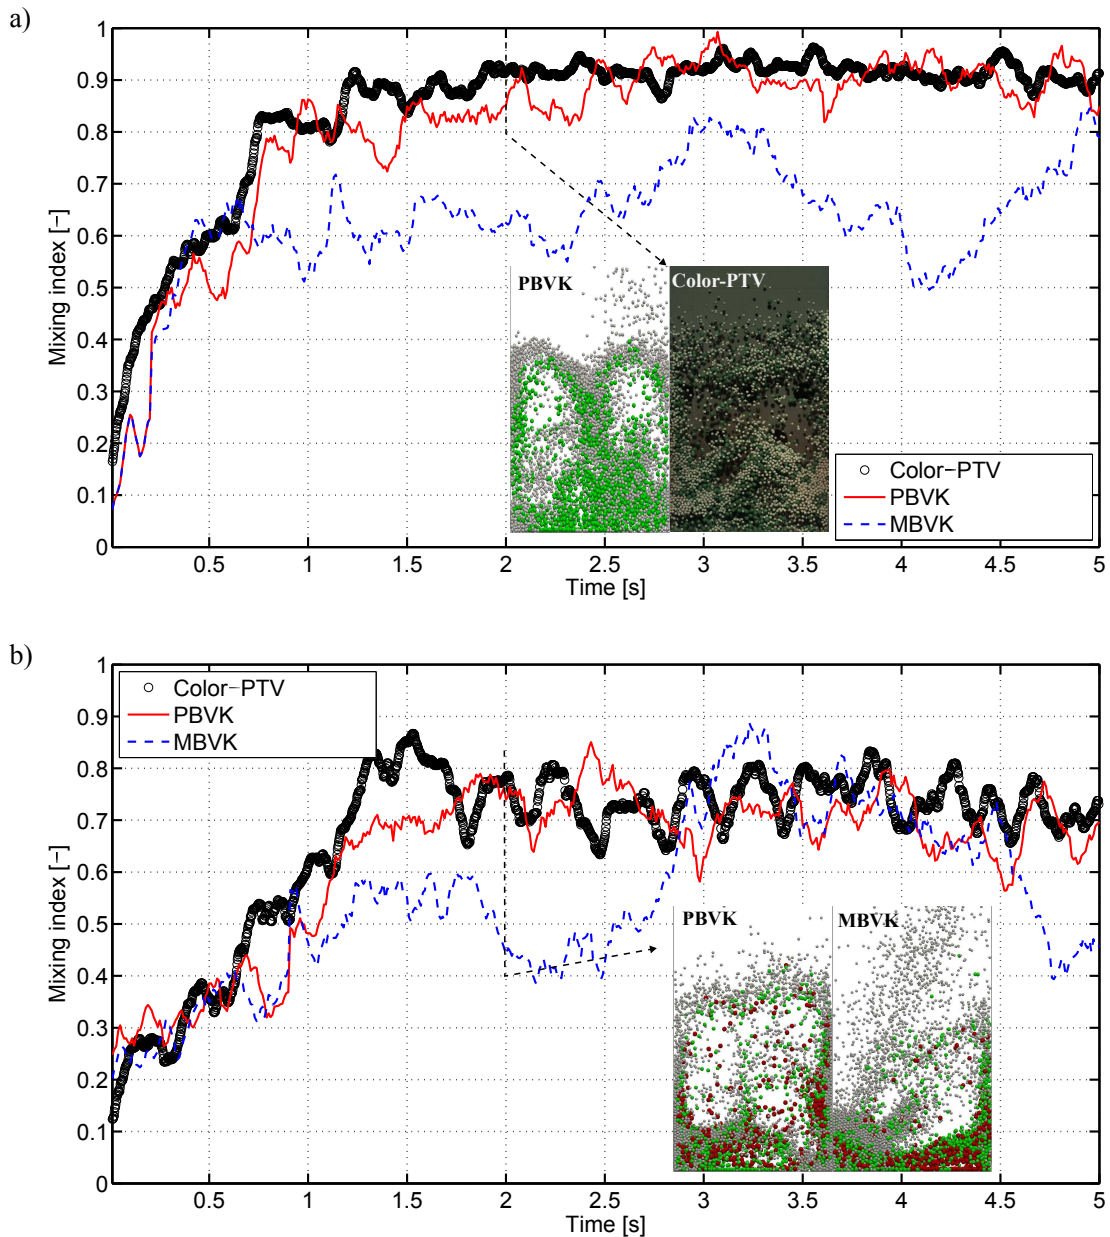 a)
1
0.9
0.8
0.7
0.6
0.5
0.4
0.3
0.2
0.1
0
Mixing index [−]
PBVK
Color-PTV
Color−PTV
PBVK
MBVK
0.5 1 1.5 2 2.5 3 3.5 4 4.5 5
Time [s]
b)
1
0.9
0.8
0.7
0.6
0.5
0.4
0.3
0.2
0.1
0
Mixing index [−]
Color−PTV
PBVK
MBVK
PBVK
MBVK
0.5 1 1.5 2 2.5 3 3.5 4 4.5 5
Time [s]